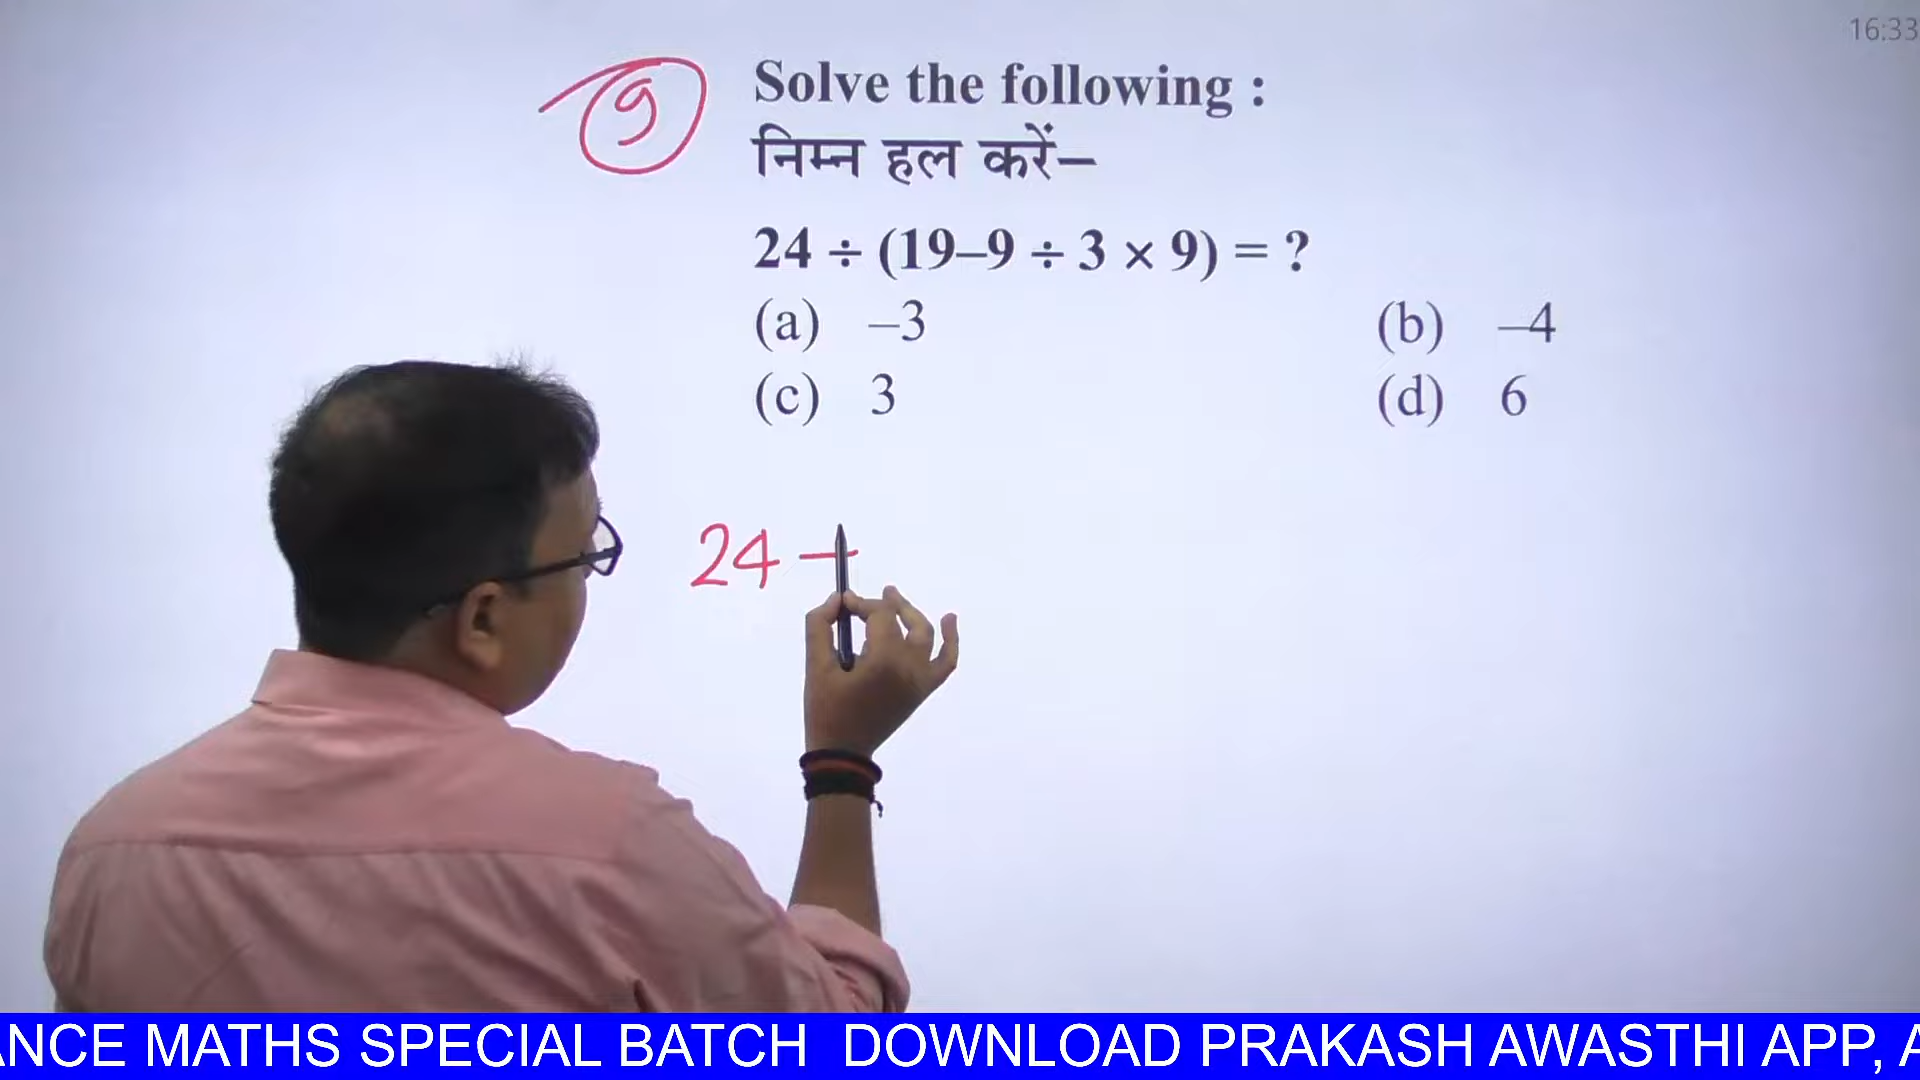 16:33
9
Solve the following :
निम्न हल करें–
24 ÷ (19–9 ÷ 3 × 9) = ?
(a) –3 (b) –4
(c) 3 (d) 6
24 –
ANCE MATHS SPECIAL BATCH DOWNLOAD PRAKASH AWASTHI APP, A